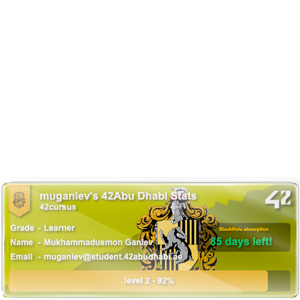 muganiev's 42Abu Dhabi Stats
42
42cursus
Grade - Learner
BlackHole absorption
Name - Mukhammadusmon Ganiev
85 days left!
Email - muganiev@student.42abudhabi.ae
level 2 - 92%